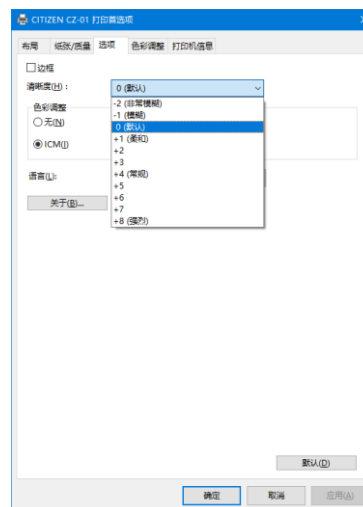 CITIZEN CZ-01 打印首选项
布局 纸张/质量 选项 色彩调整 打印机信息
边框
清晰度(H)： 0 (默认)
-2 (非常模糊)
-1 (模糊)
0 (默认)
+1 (柔和)
+2
+3
+4 (常规)
+5
+6
+7
+8 (强烈)
色彩调整
无(N)
ICM(I)
语言(L):
关于(B)...
默认(D)
确定 取消 应用(A)